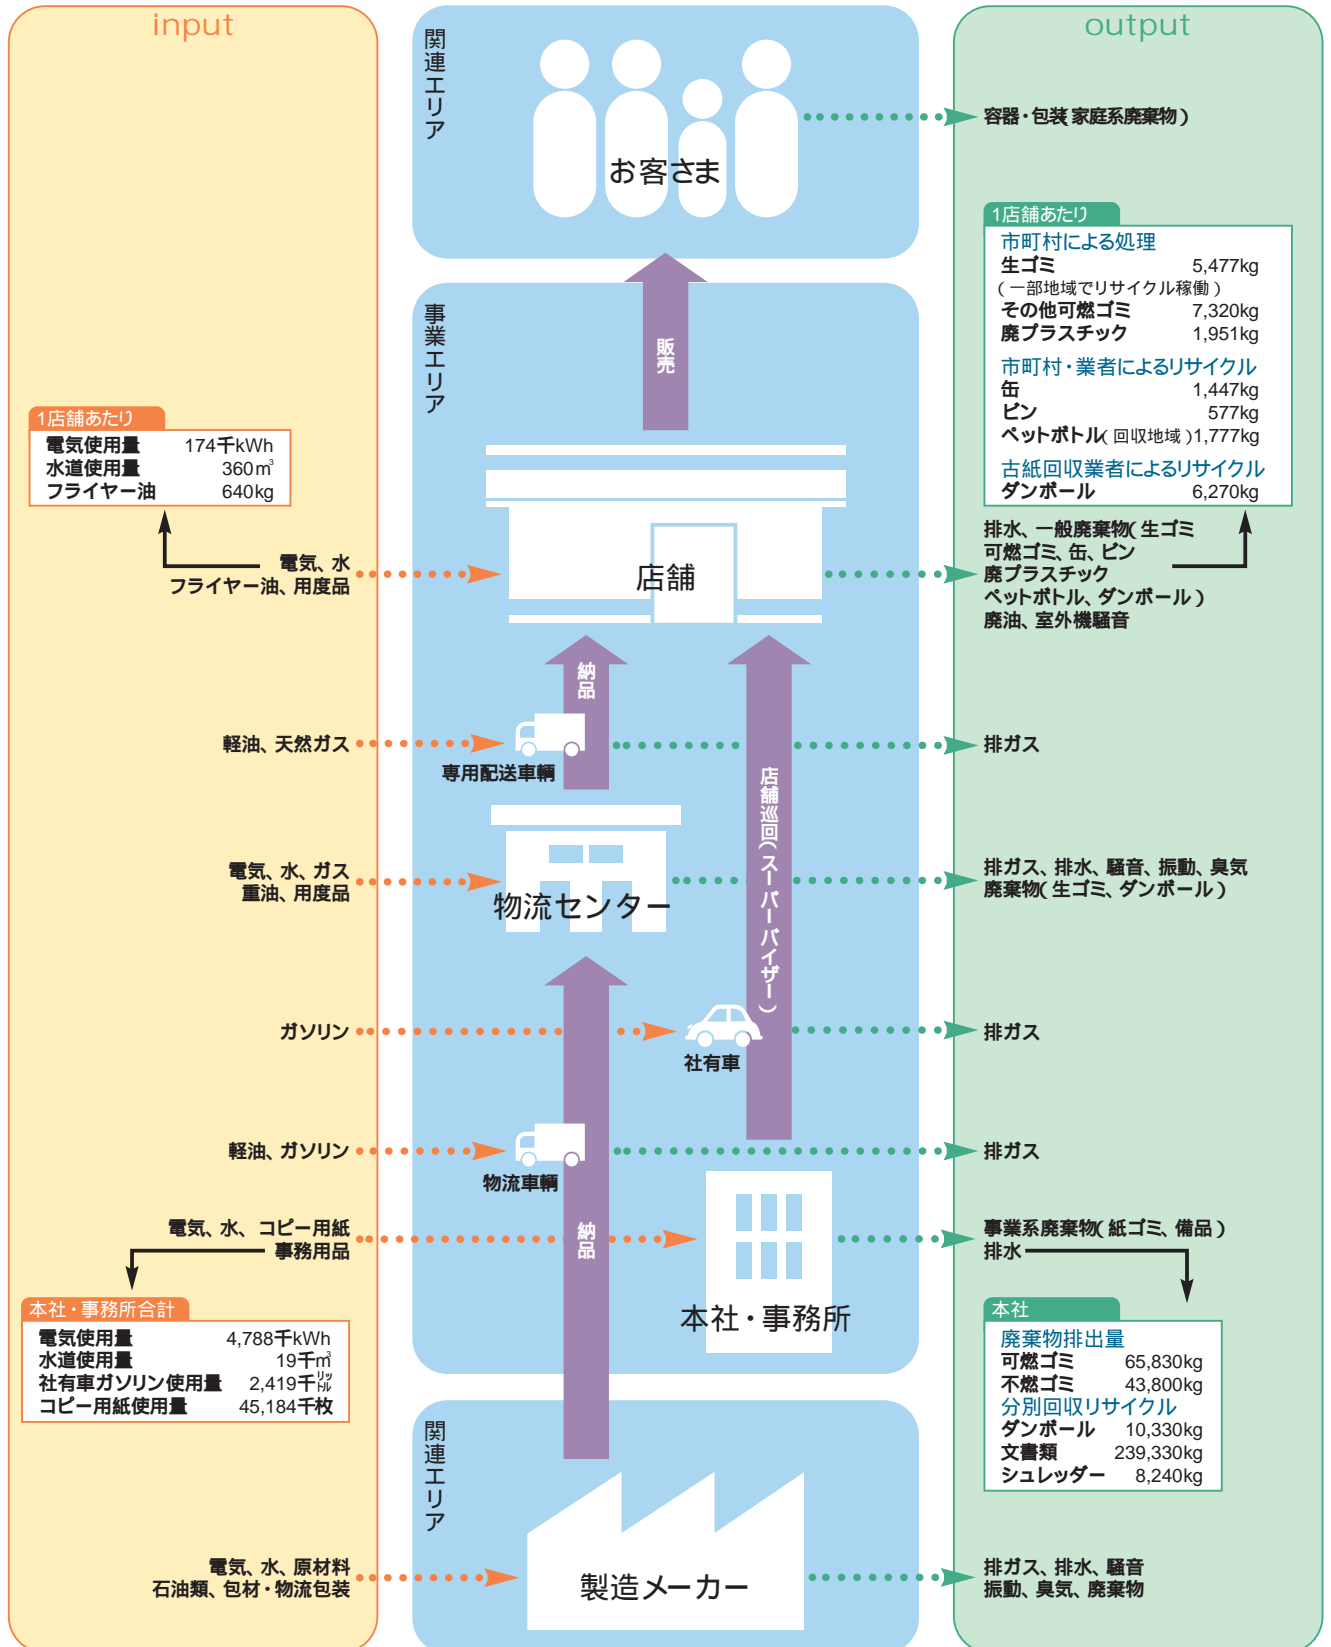 input
関連エリア
output
お客さま
容器・包装(家庭系廃棄物)
1店舗あたり
市町村による処理
生ゴミ 5,477kg
(一部地域でリサイクル稼働)
その他可燃ゴミ 7,320kg
廃プラスチック 1,951kg
市町村・業者によるリサイクル
缶 1,447kg
ビン 577kg
ペットボトル(回収地域)1,777kg
古紙回収業者によるリサイクル
ダンボール 6,270kg
事業エリア
販売
1店舗あたり
電気使用量 174千kWh
水道使用量 360m³
フライヤー油 640kg
電気、水
フライヤー油、用度品
店舗
排水、一般廃棄物(生ゴミ
可燃ゴミ、缶、ビン
廃プラスチック
ペットボトル、ダンボール)
廃油、室外機騒音
納品
軽油、天然ガス
専用配送車輌
排ガス
店舗巡回(スーパーバイザー)
電気、水、ガス
重油、用度品
物流センター
排ガス、排水、騒音、振動、臭気
廃棄物(生ゴミ、ダンボール)
ガソリン
社有車
排ガス
軽油、ガソリン
物流車輌
排ガス
納品
電気、水、コピー用紙
事務用品
本社・事務所
事業系廃棄物(紙ゴミ、備品)
排水
本社・事務所合計
電気使用量 4,788千kWh
水道使用量 19千m³
社有車ガソリン使用量 2,419千リットル
コピー用紙使用量 45,184千枚
本社
廃棄物排出量
可燃ゴミ 65,830kg
不燃ゴミ 43,800kg
分別回収リサイクル
ダンボール 10,330kg
文書類 239,330kg
シュレッダー 8,240kg
関連エリア
電気、水、原材料
石油類、包材・物流包装
製造メーカー
排ガス、排水、騒音
振動、臭気、廃棄物